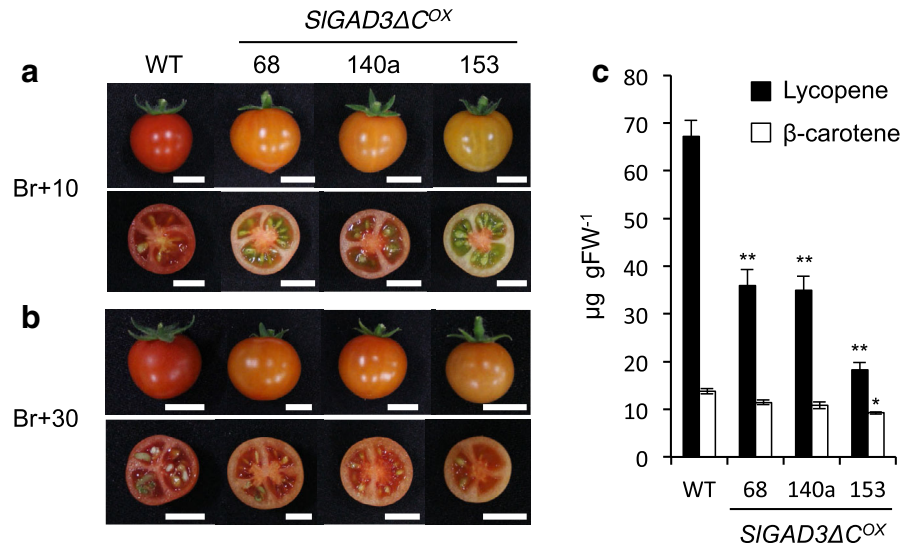 SlGAD3ΔC^OX
a
WT 68 140a 153
Br+10
b
Br+30
c
80
70
60
50
40
30
20
10
0
µg gFW⁻¹
Lycopene
β-carotene
**
**
**
*
WT 68 140a 153
SlGAD3ΔC^OX